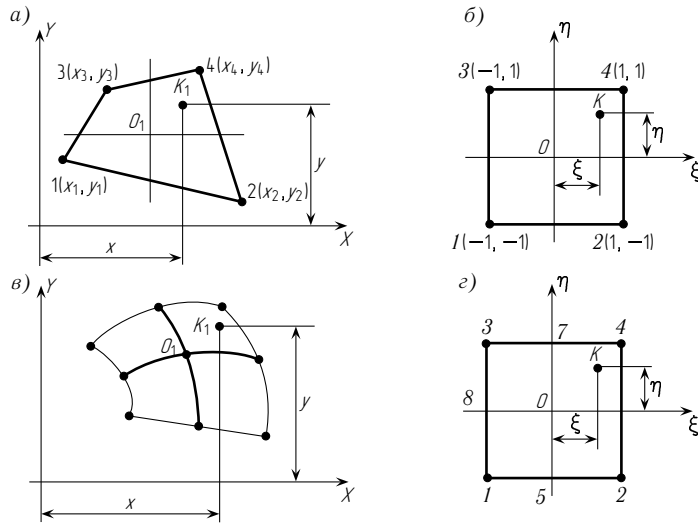 а)
Y
3(x₃, y₃)
4(x₄, y₄)
K₁
O₁
y
1(x₁, y₁)
2(x₂, y₂)
X
x
б)
η
3(−1, 1)
4(1, 1)
K
η
O
ξ
ξ
1(−1, −1)
2(1, −1)
в)
Y
K₁
O₁
y
X
x
г)
η
3
7
4
K
η
8
O
ξ
ξ
1
5
2